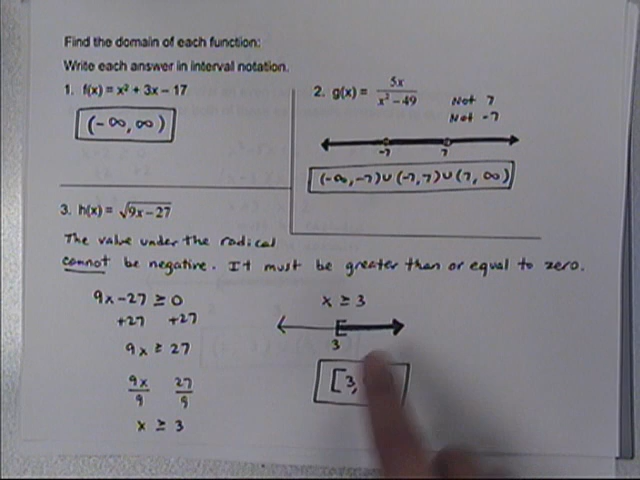 Find the domain of each function:
Write each answer in interval notation.
1. f(x) = x² + 3x – 17
(-∞, ∞)
2. g(x) = 5x / x² – 49
Not 7
Not -7
-7 7
(-∞, -7) ∪ (-7, 7) ∪ (7, ∞)
3. h(x) = √9x – 27
The value under the radical
cannot be negative. It must be greater than or equal to zero.
9x - 27 ≥ 0
+27 +27
9x ≥ 27
9x/9 27/9
x ≥ 3
x ≥ 3
3
[3,